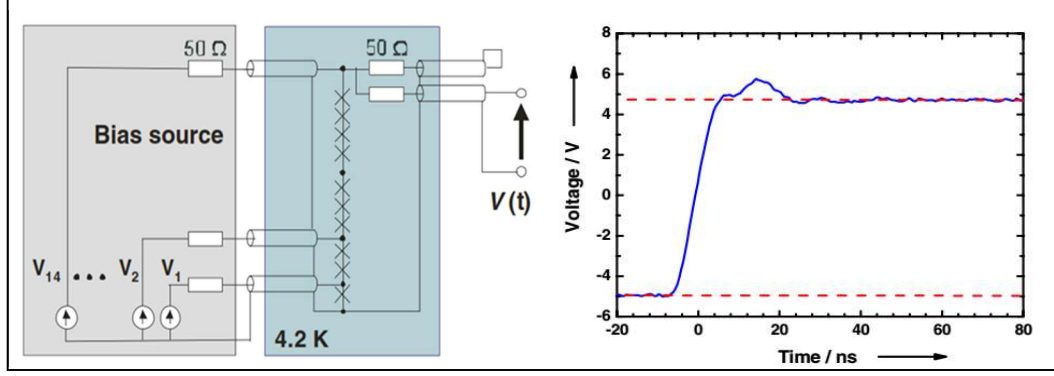 50 Ω
50 Ω
Bias source
V(t)
V14 ••• V2 V1
4.2 K
Voltage / V
8
6
4
2
0
-2
-4
-6
-20 0 20 40 60 80
Time / ns